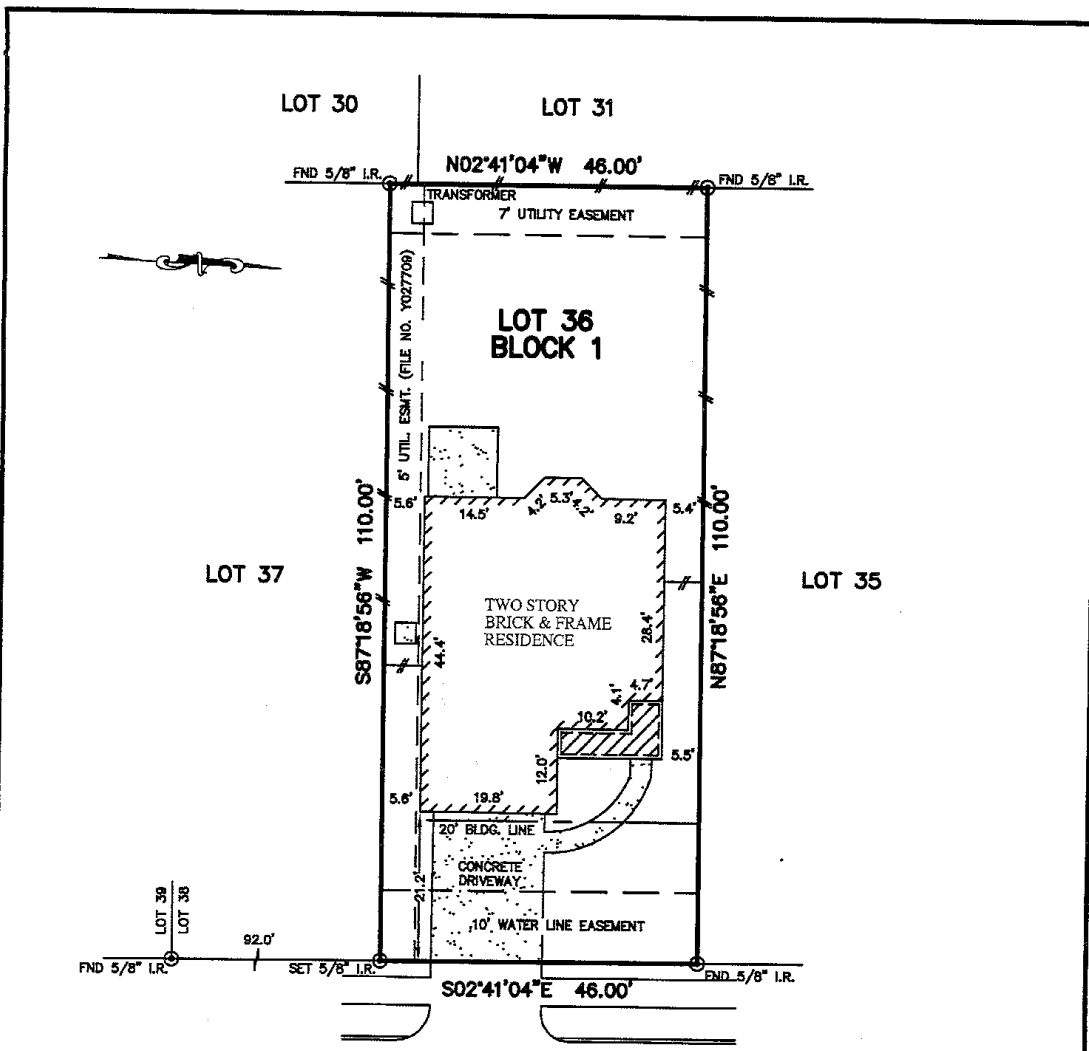 LOT 30
LOT 31
N02°41'04"W 46.00'
FND 5/8" I.R.
FND 5/8" I.R.
TRANSFORMER
7' UTILITY EASEMENT
5' UTIL. ESMT. (FILE NO. Y027709)
LOT 36
BLOCK 1
S87°18'56"W 110.00'
N87°18'56"E 110.00'
5.6'
14.5'
4.2'
5.3'
4.2'
9.2'
5.4'
LOT 37
LOT 35
TWO STORY
BRICK & FRAME
RESIDENCE
44.4'
28.4'
4.7'
4.1'
10.2'
12.0'
5.5'
5.6'
19.8'
20' BLDG. LINE
21.2'
CONCRETE
DRIVEWAY
10' WATER LINE EASEMENT
LOT 39
LOT 38
92.0'
FND 5/8" I.R.
SET 5/8" I.R.
FND 5/8" I.R.
S02°41'04"E 46.00'